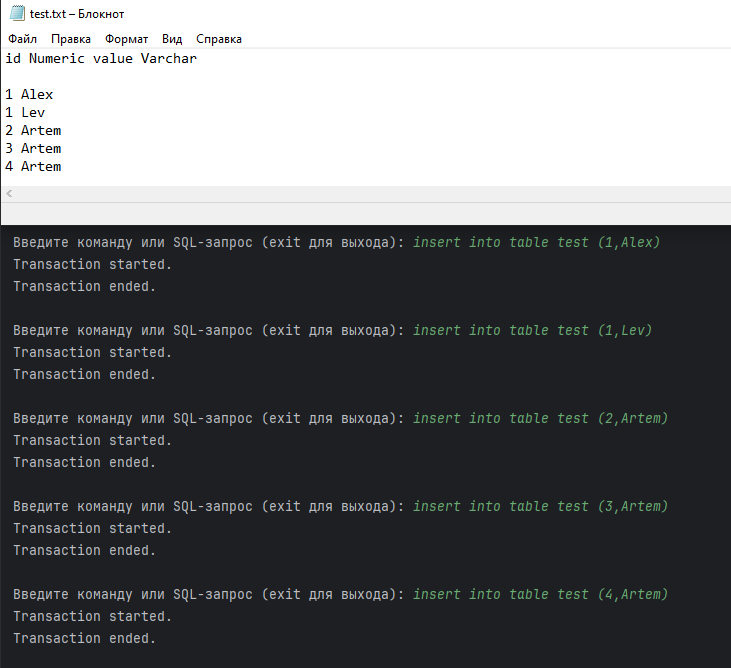 test.txt – Блокнот
Файл Правка Формат Вид Справка
id Numeric value Varchar
1 Alex
1 Lev
2 Artem
3 Artem
4 Artem
Введите команду или SQL-запрос (exit для выхода): insert into table test (1,Alex)
Transaction started.
Transaction ended.
Введите команду или SQL-запрос (exit для выхода): insert into table test (1,Lev)
Transaction started.
Transaction ended.
Введите команду или SQL-запрос (exit для выхода): insert into table test (2,Artem)
Transaction started.
Transaction ended.
Введите команду или SQL-запрос (exit для выхода): insert into table test (3,Artem)
Transaction started.
Transaction ended.
Введите команду или SQL-запрос (exit для выхода): insert into table test (4,Artem)
Transaction started.
Transaction ended.